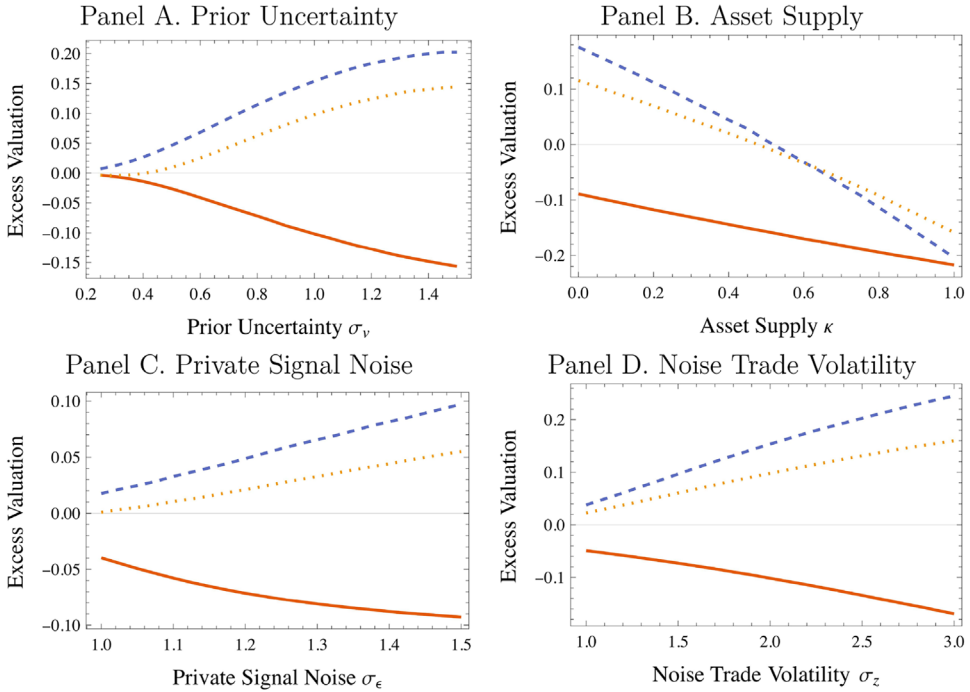 Panel A. Prior Uncertainty
Excess Valuation
0.20
0.15
0.10
0.05
0.00
-0.05
-0.10
-0.15
0.2 0.4 0.6 0.8 1.0 1.2 1.4
Prior Uncertainty σᵥ
Panel B. Asset Supply
Excess Valuation
0.1
0.0
-0.1
-0.2
0.0 0.2 0.4 0.6 0.8 1.0
Asset Supply κ
Panel C. Private Signal Noise
Excess Valuation
0.10
0.05
0.00
-0.05
-0.10
1.0 1.1 1.2 1.3 1.4 1.5
Private Signal Noise σ_ϵ
Panel D. Noise Trade Volatility
Excess Valuation
0.2
0.1
0.0
-0.1
1.0 1.5 2.0 2.5 3.0
Noise Trade Volatility σ_z